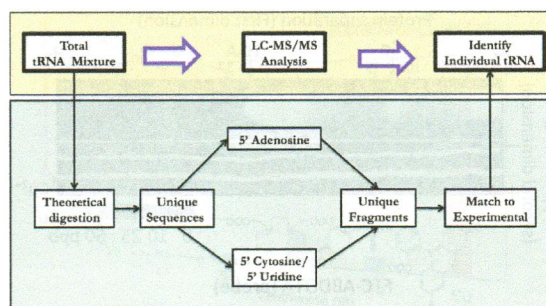 Total
tRNA Mixture
LC-MS/MS
Analysis
Identify
Individual tRNA
5' Adenosine
Theoretical
digestion
Unique
Sequences
Unique
Fragments
Match to
Experimental
5' Cytosine/
5' Uridine